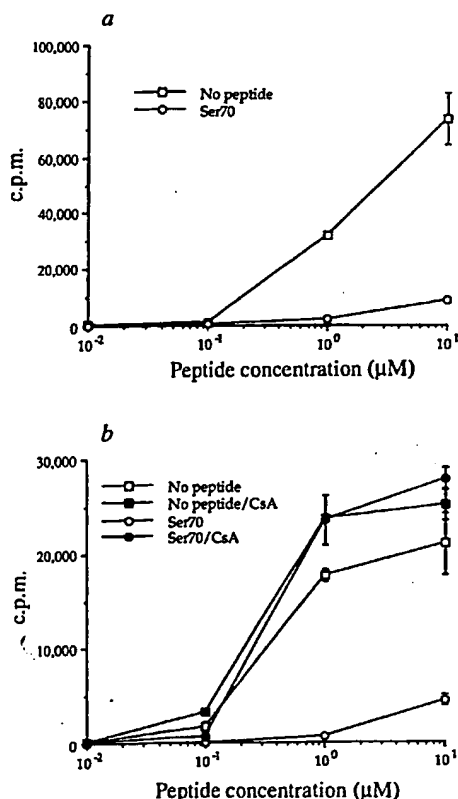 a
c.p.m.
100,000
80,000
60,000
40,000
20,000
0
No peptide
Ser70
10-2
10-1
100
101
Peptide concentration (µM)
b
c.p.m.
30,000
20,000
10,000
0
No peptide
No peptide/CsA
Ser70
Ser70/CsA
10-2
10-1
100
101
Peptide concentration (µM)